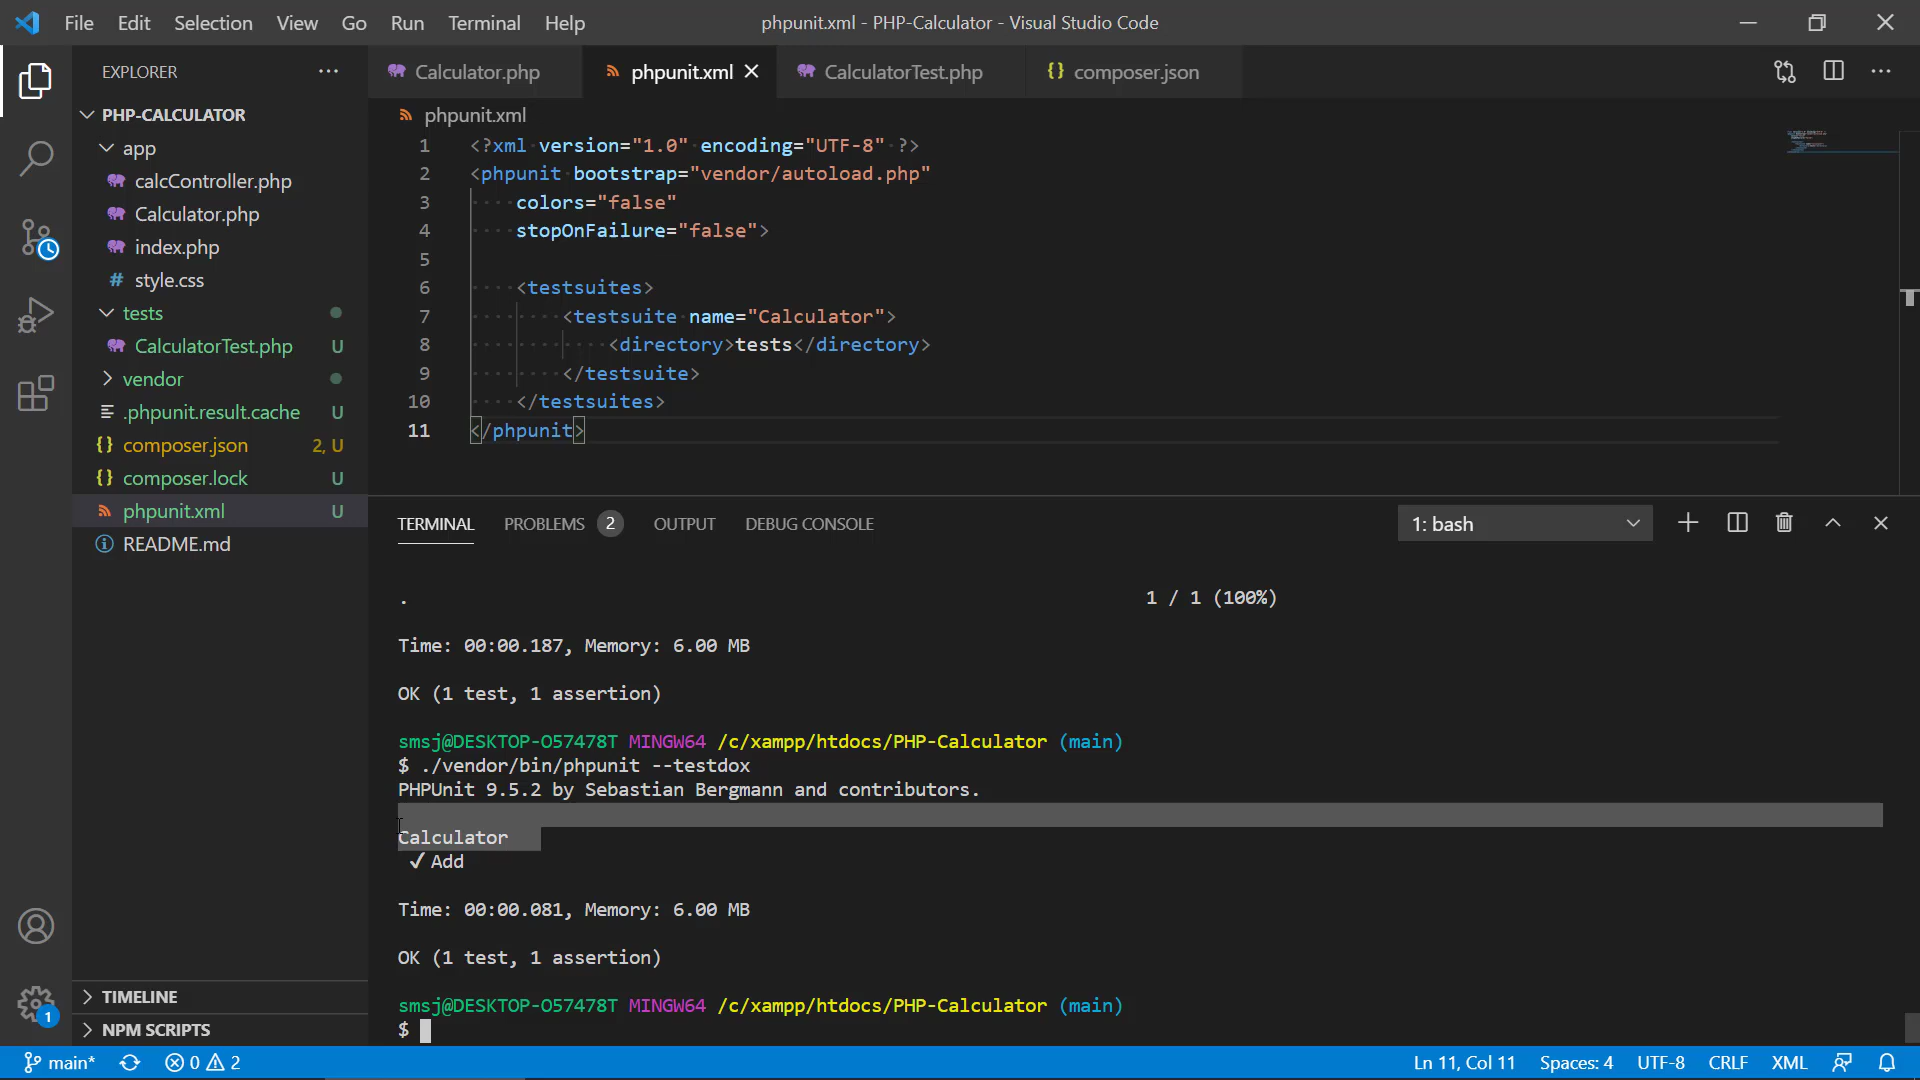 File Edit Selection View Go Run Terminal Help phpunit.xml - PHP-Calculator - Visual Studio Code
EXPLORER
PHP-CALCULATOR
app
calcController.php
Calculator.php
index.php
style.css
tests
CalculatorTest.php U
vendor
.phpunit.result.cache U
composer.json 2, U
composer.lock U
phpunit.xml U
README.md
TIMELINE
NPM SCRIPTS
1
Calculator.php phpunit.xml CalculatorTest.php composer.json
phpunit.xml
1 <?xml version="1.0" encoding="UTF-8" ?>
2 <phpunit bootstrap="vendor/autoload.php"
3 colors="false"
4 stopOnFailure="false">
5
6 <testsuites>
7 <testsuite name="Calculator">
8 <directory>tests</directory>
9 </testsuite>
10 </testsuites>
11 </phpunit>
TERMINAL PROBLEMS 2 OUTPUT DEBUG CONSOLE 1: bash
. 1 / 1 (100%)
Time: 00:00.187, Memory: 6.00 MB
OK (1 test, 1 assertion)
smsj@DESKTOP-O57478T MINGW64 /c/xampp/htdocs/PHP-Calculator (main)
$ ./vendor/bin/phpunit --testdox
PHPUnit 9.5.2 by Sebastian Bergmann and contributors.
Calculator
✓ Add
Time: 00:00.081, Memory: 6.00 MB
OK (1 test, 1 assertion)
smsj@DESKTOP-O57478T MINGW64 /c/xampp/htdocs/PHP-Calculator (main)
$
main* 0 2 Ln 11, Col 11 Spaces: 4 UTF-8 CRLF XML